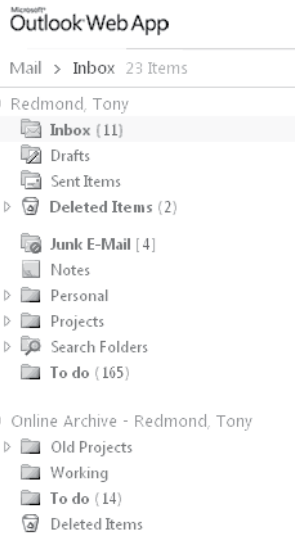 Microsoft®
Outlook Web App
Mail > Inbox 23 Items
Redmond, Tony
Inbox (11)
Drafts
Sent Items
Deleted Items (2)
Junk E-Mail [4]
Notes
Personal
Projects
Search Folders
To do (165)
Online Archive - Redmond, Tony
Old Projects
Working
To do (14)
Deleted Items